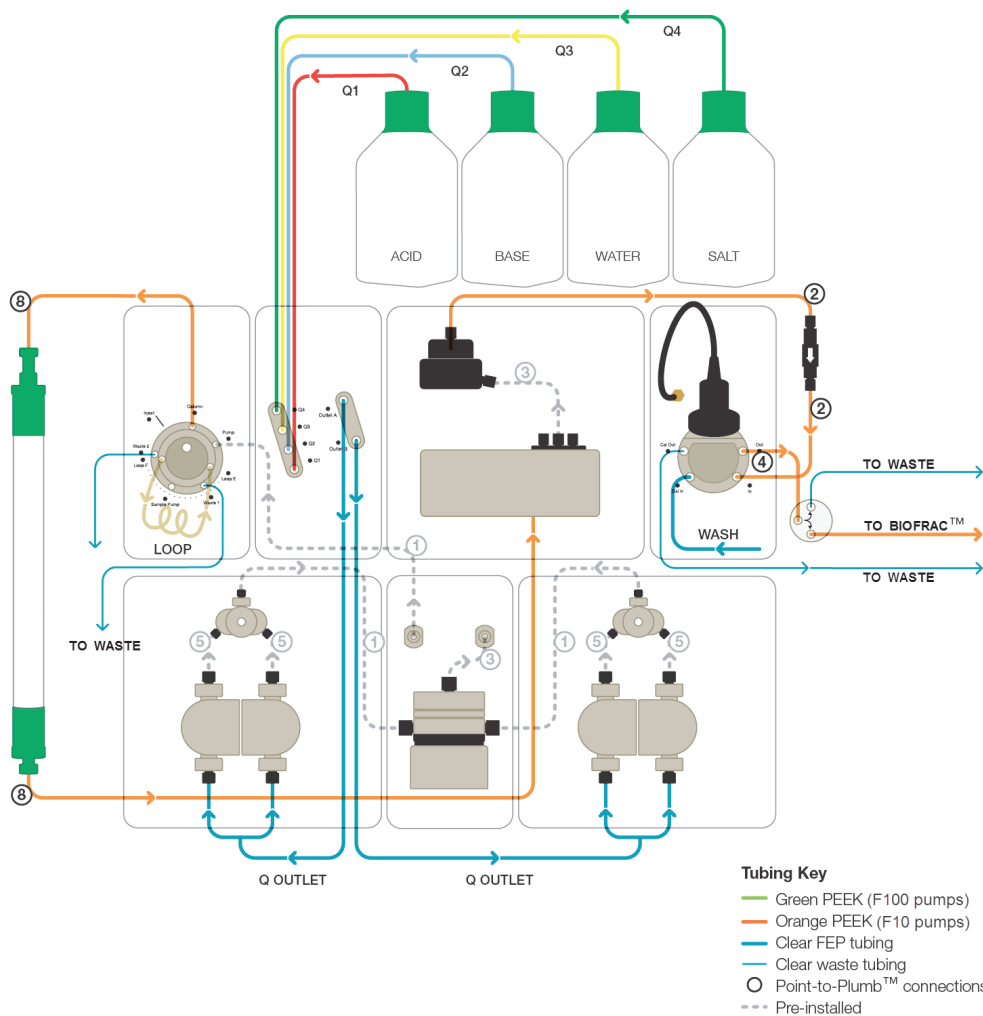 Q4
Q3
Q2
Q1
ACID
BASE
WATER
SALT
8
2
3
Column
Inject
Pump
Q4
Outlet A
Q3
Waste 2
Loop F
Q2
Outlet B
Q1
Loop E
Sample Pump
Waste 1
LOOP
2
Cal Out
Out
4
Cal In
In
WASH
TO WASTE
TO BIOFRAC™
TO WASTE
1
TO WASTE
5
5
1
3
1
5
5
8
Q OUTLET
Q OUTLET
Tubing Key
Green PEEK (F100 pumps)
Orange PEEK (F10 pumps)
Clear FEP tubing
Clear waste tubing
Point-to-Plumb™ connections
Pre-installed